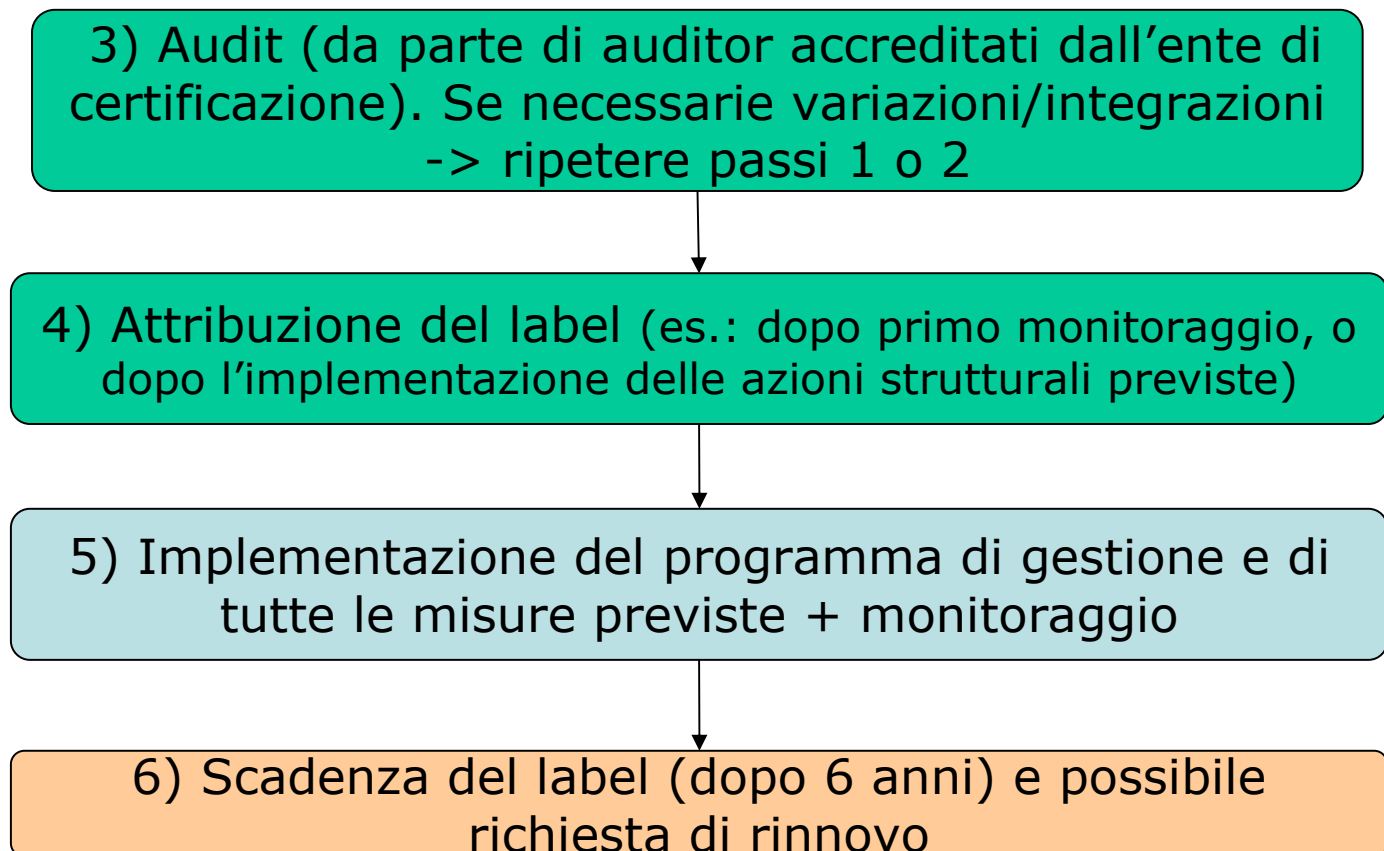 3) Audit (da parte di auditor accreditati dall’ente di
certificazione). Se necessarie variazioni/integrazioni
-> ripetere passi 1 o 2
4) Attribuzione del label (es.: dopo primo monitoraggio, o
dopo l’implementazione delle azioni strutturali previste)
5) Implementazione del programma di gestione e di
tutte le misure previste + monitoraggio
6) Scadenza del label (dopo 6 anni) e possibile
richiesta di rinnovo